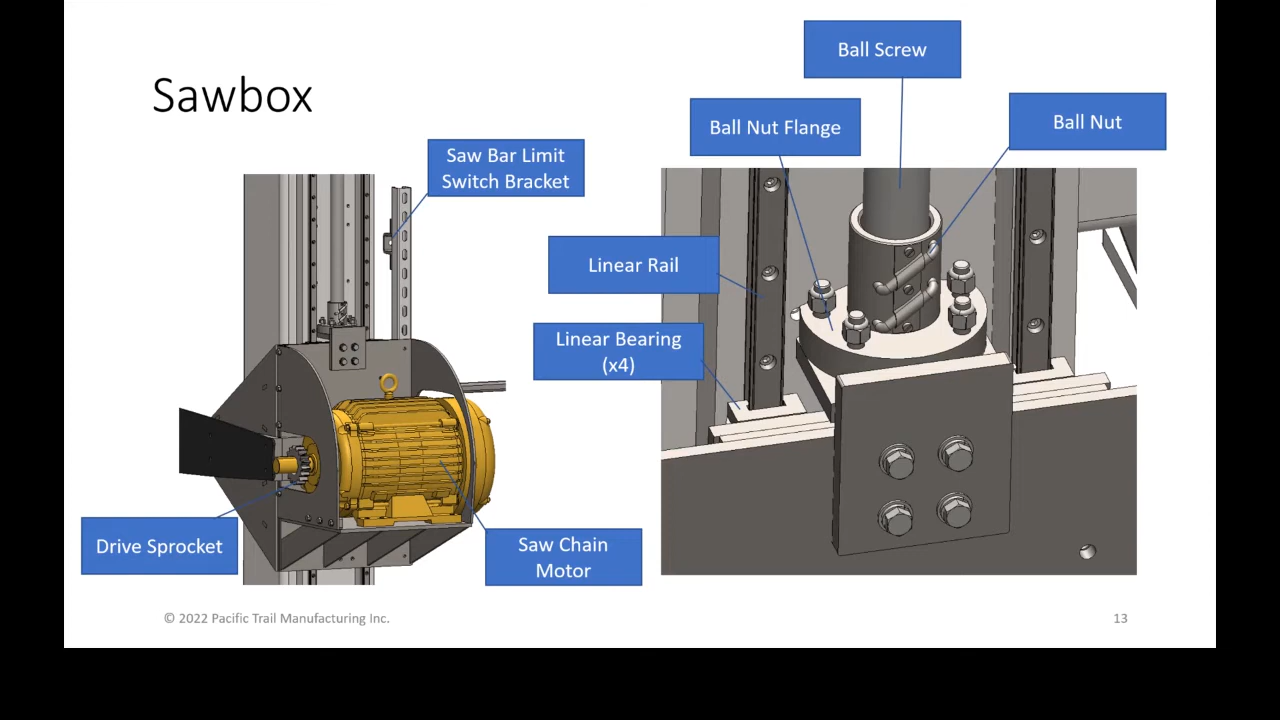 Sawbox
Saw Bar Limit
Switch Bracket
Drive Sprocket
Saw Chain
Motor
Ball Screw
Ball Nut Flange
Ball Nut
Linear Rail
Linear Bearing
(x4)
© 2022 Pacific Trail Manufacturing Inc.
13